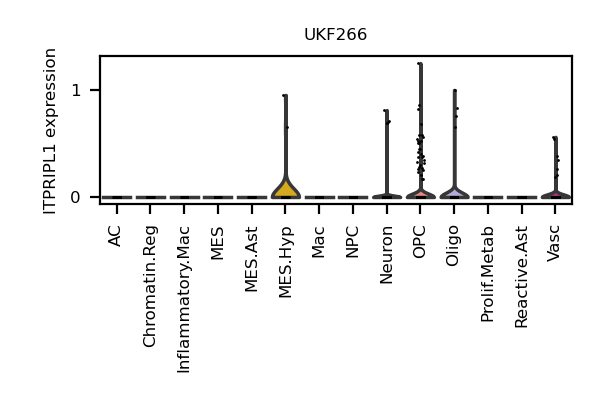 UKF266
ITPRIPL1 expression
1
0
AC
Chromatin.Reg
Inflammatory.Mac
MES
MES.Ast
MES.Hyp
Mac
NPC
Neuron
OPC
Oligo
Prolif.Metab
Reactive.Ast
Vasc